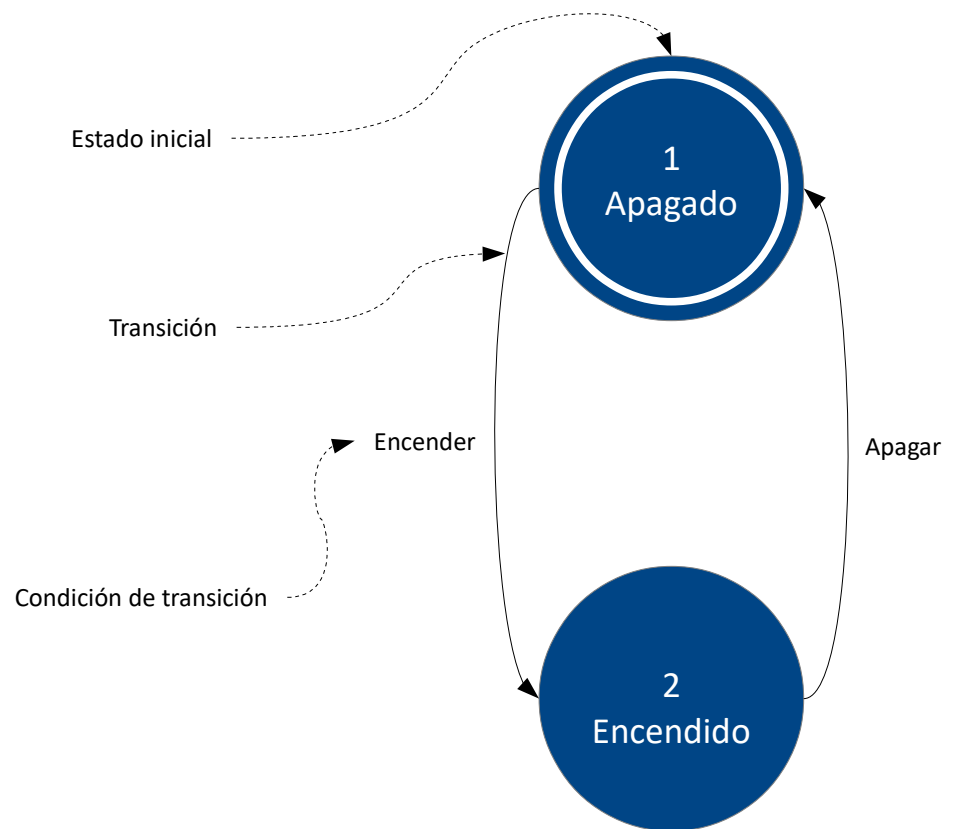 Estado inicial
1
Apagado
Transición
Encender
Apagar
Condición de transición
2
Encendido